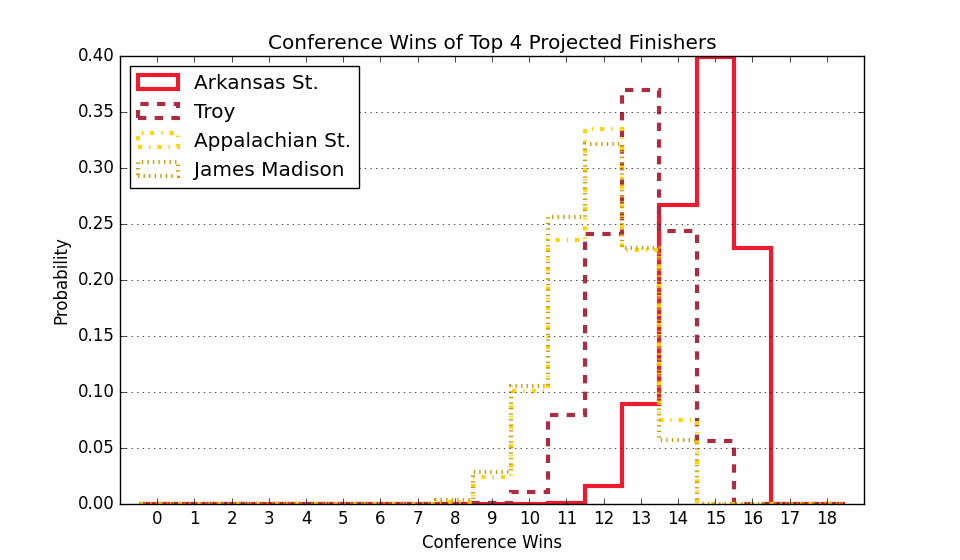 Conference Wins of Top 4 Projected Finishers
0.40
0.35
0.30
0.25
0.20
0.15
0.10
0.05
0.00
Probability
Arkansas St.
Troy
Appalachian St.
James Madison
0 1 2 3 4 5 6 7 8 9 10 11 12 13 14 15 16 17 18
Conference Wins